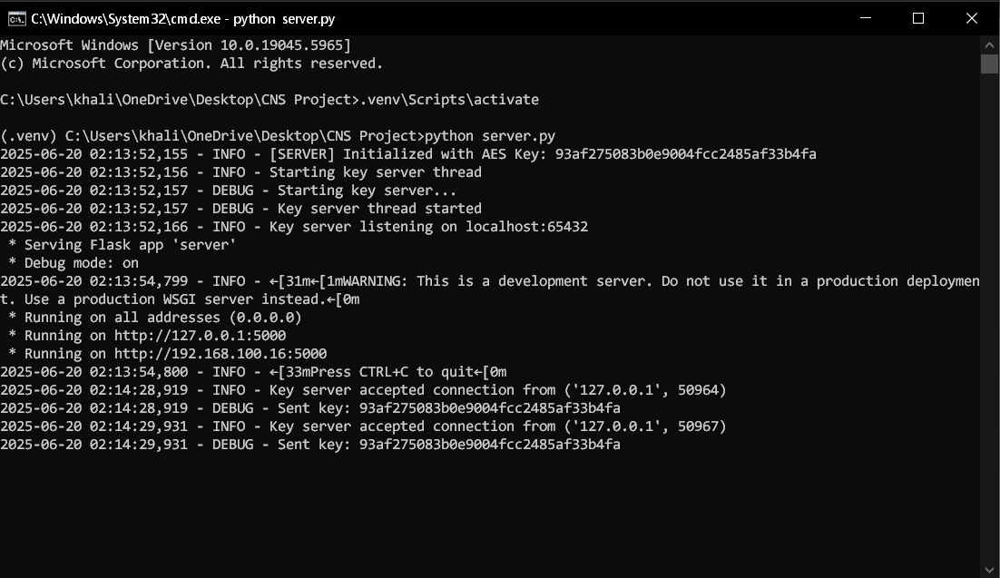 C:\Windows\System32\cmd.exe - python  server.py
Microsoft Windows [Version 10.0.19045.5965]
(c) Microsoft Corporation. All rights reserved.
C:\Users\khali\OneDrive\Desktop\CNS Project>.venv\Scripts\activate
(.venv) C:\Users\khali\OneDrive\Desktop\CNS Project>python server.py
2025-06-20 02:13:52,155 - INFO - [SERVER] Initialized with AES Key: 93af275083b0e9004fcc2485af33b4fa
2025-06-20 02:13:52,156 - INFO - Starting key server thread
2025-06-20 02:13:52,157 - DEBUG - Starting key server...
2025-06-20 02:13:52,157 - DEBUG - Key server thread started
2025-06-20 02:13:52,166 - INFO - Key server listening on localhost:65432
 * Serving Flask app 'server'
 * Debug mode: on
2025-06-20 02:13:54,799 - INFO - ←[31m←[1mWARNING: This is a development server. Do not use it in a production deploymen
t. Use a production WSGI server instead.←[0m
 * Running on all addresses (0.0.0.0)
 * Running on http://127.0.0.1:5000
 * Running on http://192.168.100.16:5000
2025-06-20 02:13:54,800 - INFO - ←[33mPress CTRL+C to quit←[0m
2025-06-20 02:14:28,919 - INFO - Key server accepted connection from ('127.0.0.1', 50964)
2025-06-20 02:14:28,919 - DEBUG - Sent key: 93af275083b0e9004fcc2485af33b4fa
2025-06-20 02:14:29,931 - INFO - Key server accepted connection from ('127.0.0.1', 50967)
2025-06-20 02:14:29,931 - DEBUG - Sent key: 93af275083b0e9004fcc2485af33b4fa